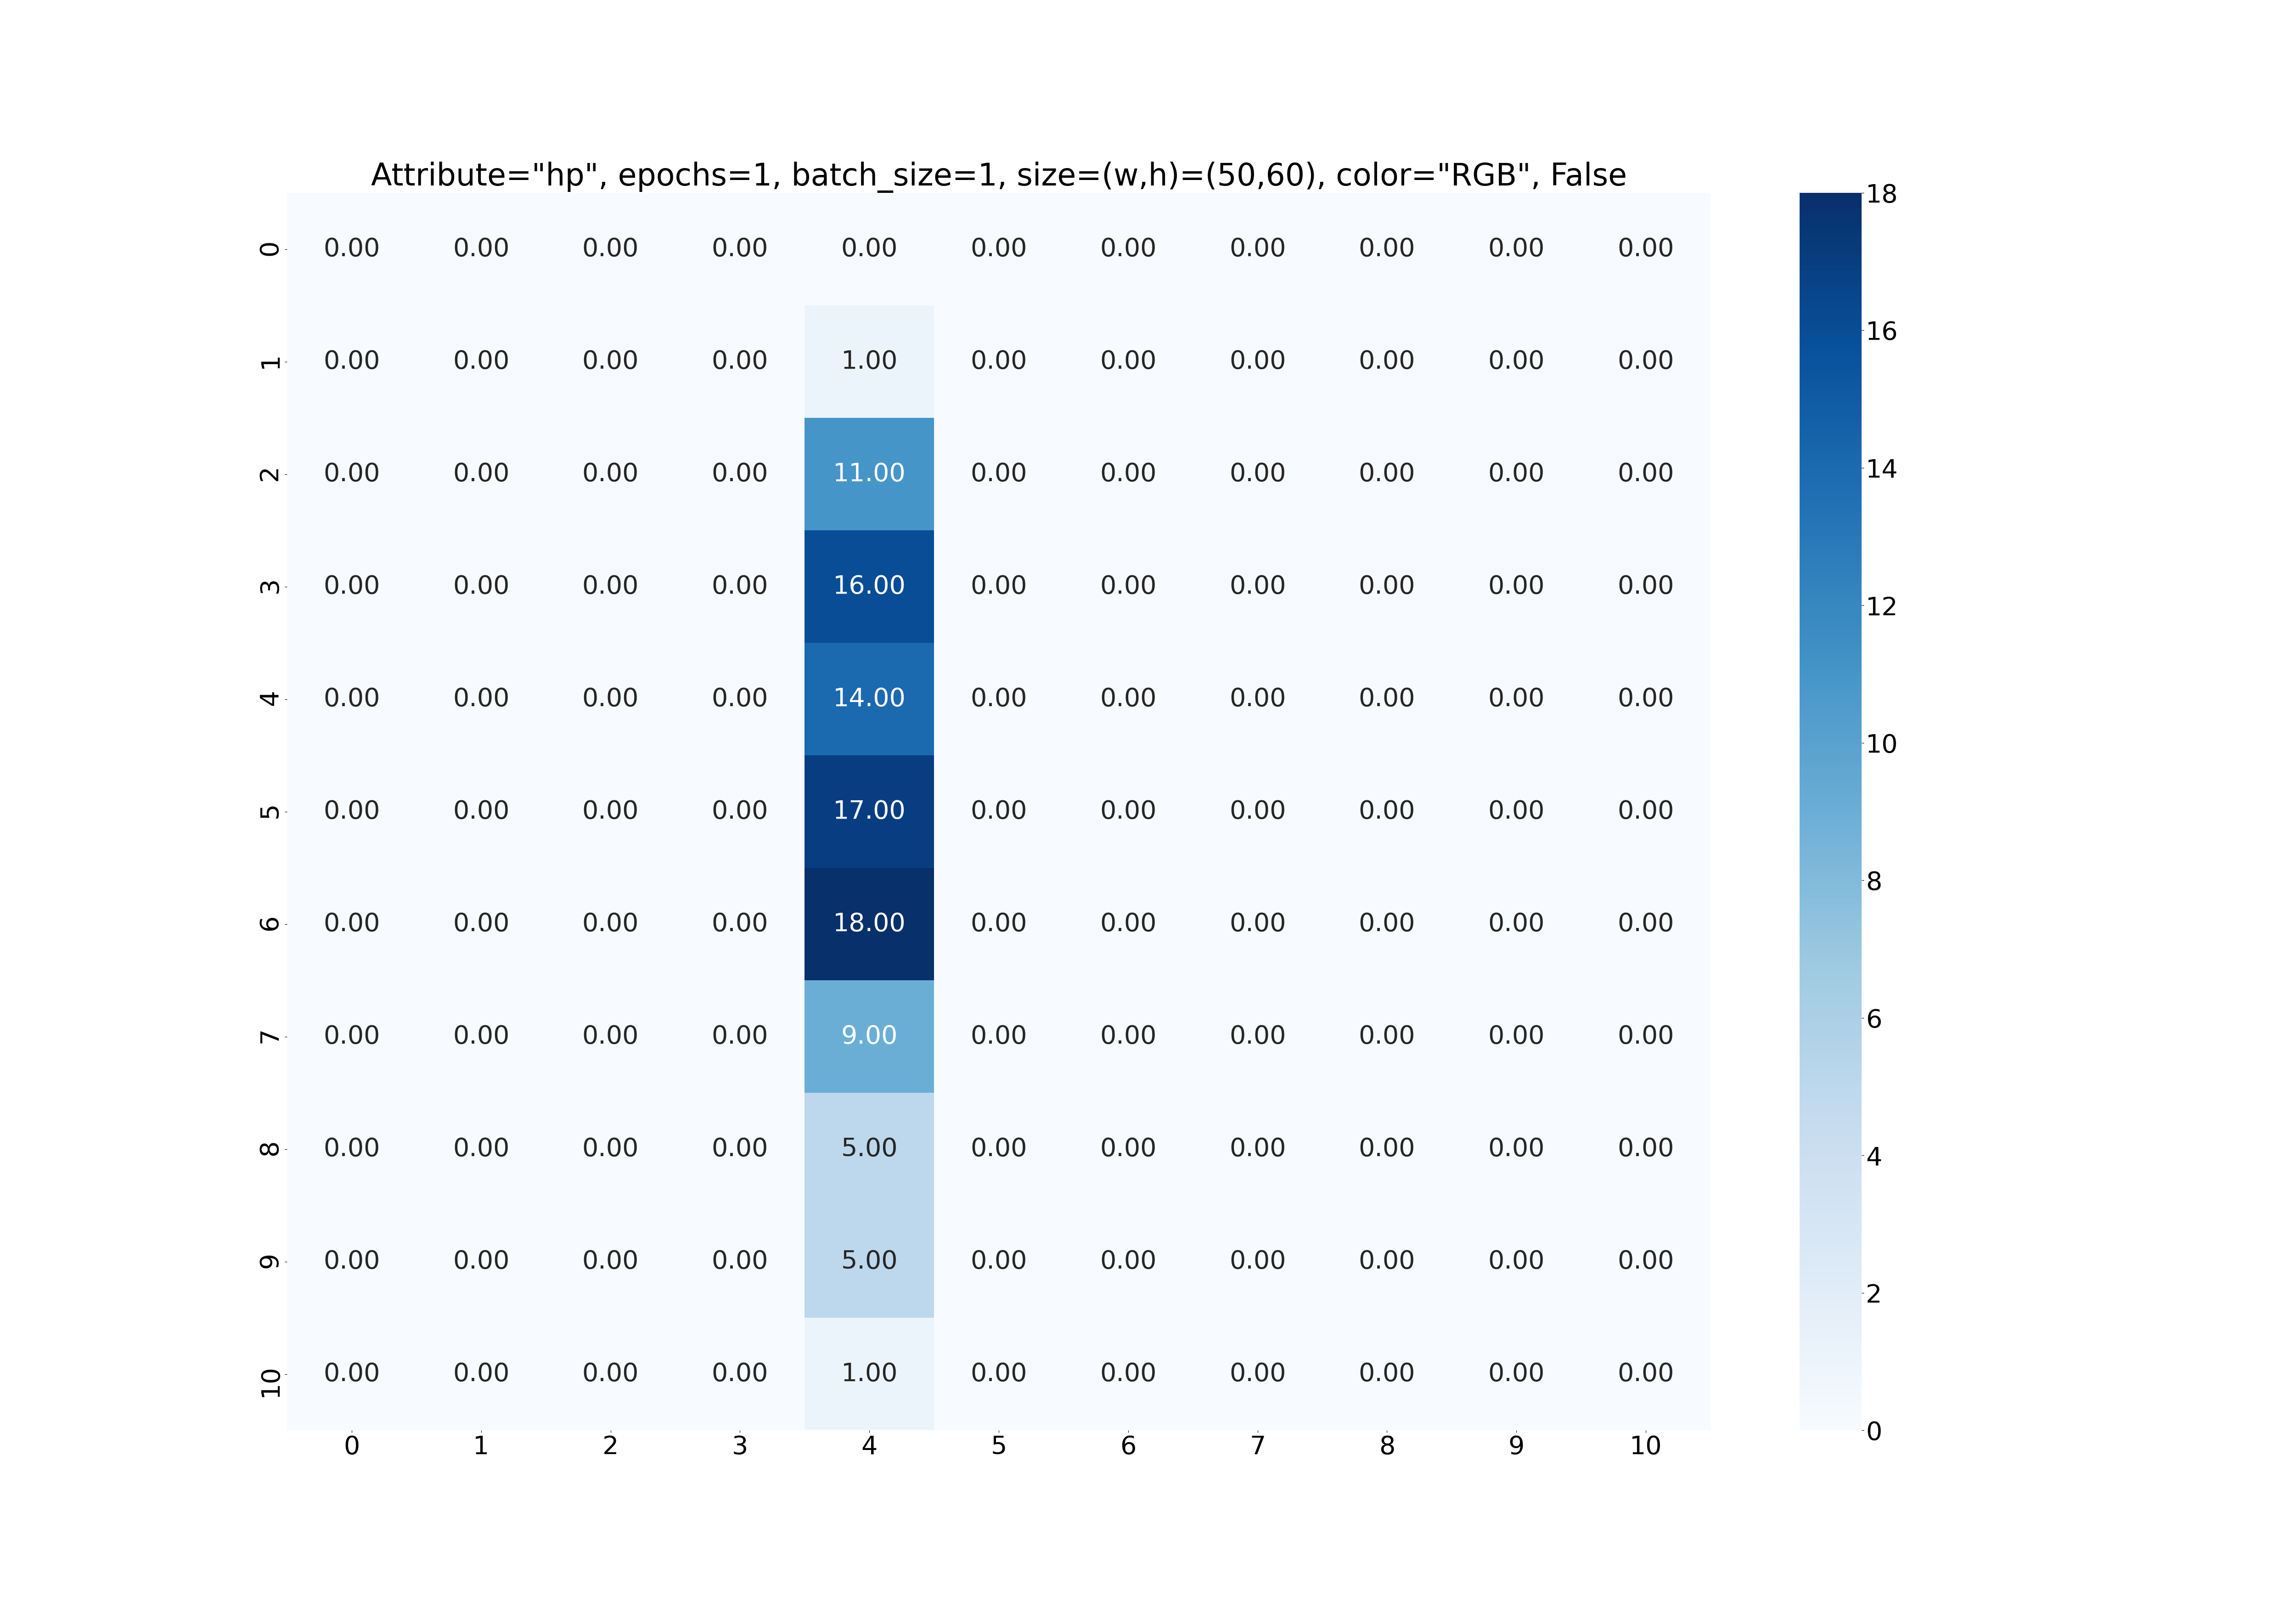 Attribute="hp", epochs=1, batch_size=1, size=(w,h)=(50,60), color="RGB", False
0 0.00 0.00 0.00 0.00 0.00 0.00 0.00 0.00 0.00 0.00 0.00
1 0.00 0.00 0.00 0.00 1.00 0.00 0.00 0.00 0.00 0.00 0.00
2 0.00 0.00 0.00 0.00 11.00 0.00 0.00 0.00 0.00 0.00 0.00
3 0.00 0.00 0.00 0.00 16.00 0.00 0.00 0.00 0.00 0.00 0.00
4 0.00 0.00 0.00 0.00 14.00 0.00 0.00 0.00 0.00 0.00 0.00
5 0.00 0.00 0.00 0.00 17.00 0.00 0.00 0.00 0.00 0.00 0.00
6 0.00 0.00 0.00 0.00 18.00 0.00 0.00 0.00 0.00 0.00 0.00
7 0.00 0.00 0.00 0.00 9.00 0.00 0.00 0.00 0.00 0.00 0.00
8 0.00 0.00 0.00 0.00 5.00 0.00 0.00 0.00 0.00 0.00 0.00
9 0.00 0.00 0.00 0.00 5.00 0.00 0.00 0.00 0.00 0.00 0.00
10 0.00 0.00 0.00 0.00 1.00 0.00 0.00 0.00 0.00 0.00 0.00
0 1 2 3 4 5 6 7 8 9 10
18
16
14
12
10
8
6
4
2
0